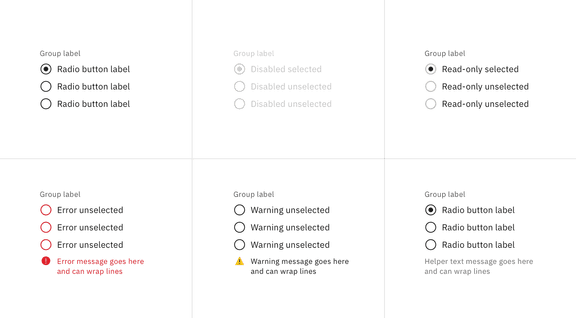 Group label
Radio button label
Radio button label
Radio button label
Group label
Disabled selected
Disabled unselected
Disabled unselected
Group label
Read-only selected
Read-only unselected
Read-only unselected
Group label
Error unselected
Error unselected
Error unselected
Error message goes here
and can wrap lines
Group label
Warning unselected
Warning unselected
Warning unselected
Warning message goes here
and can wrap lines
Group label
Radio button label
Radio button label
Radio button label
Helper text message goes here
and can wrap lines